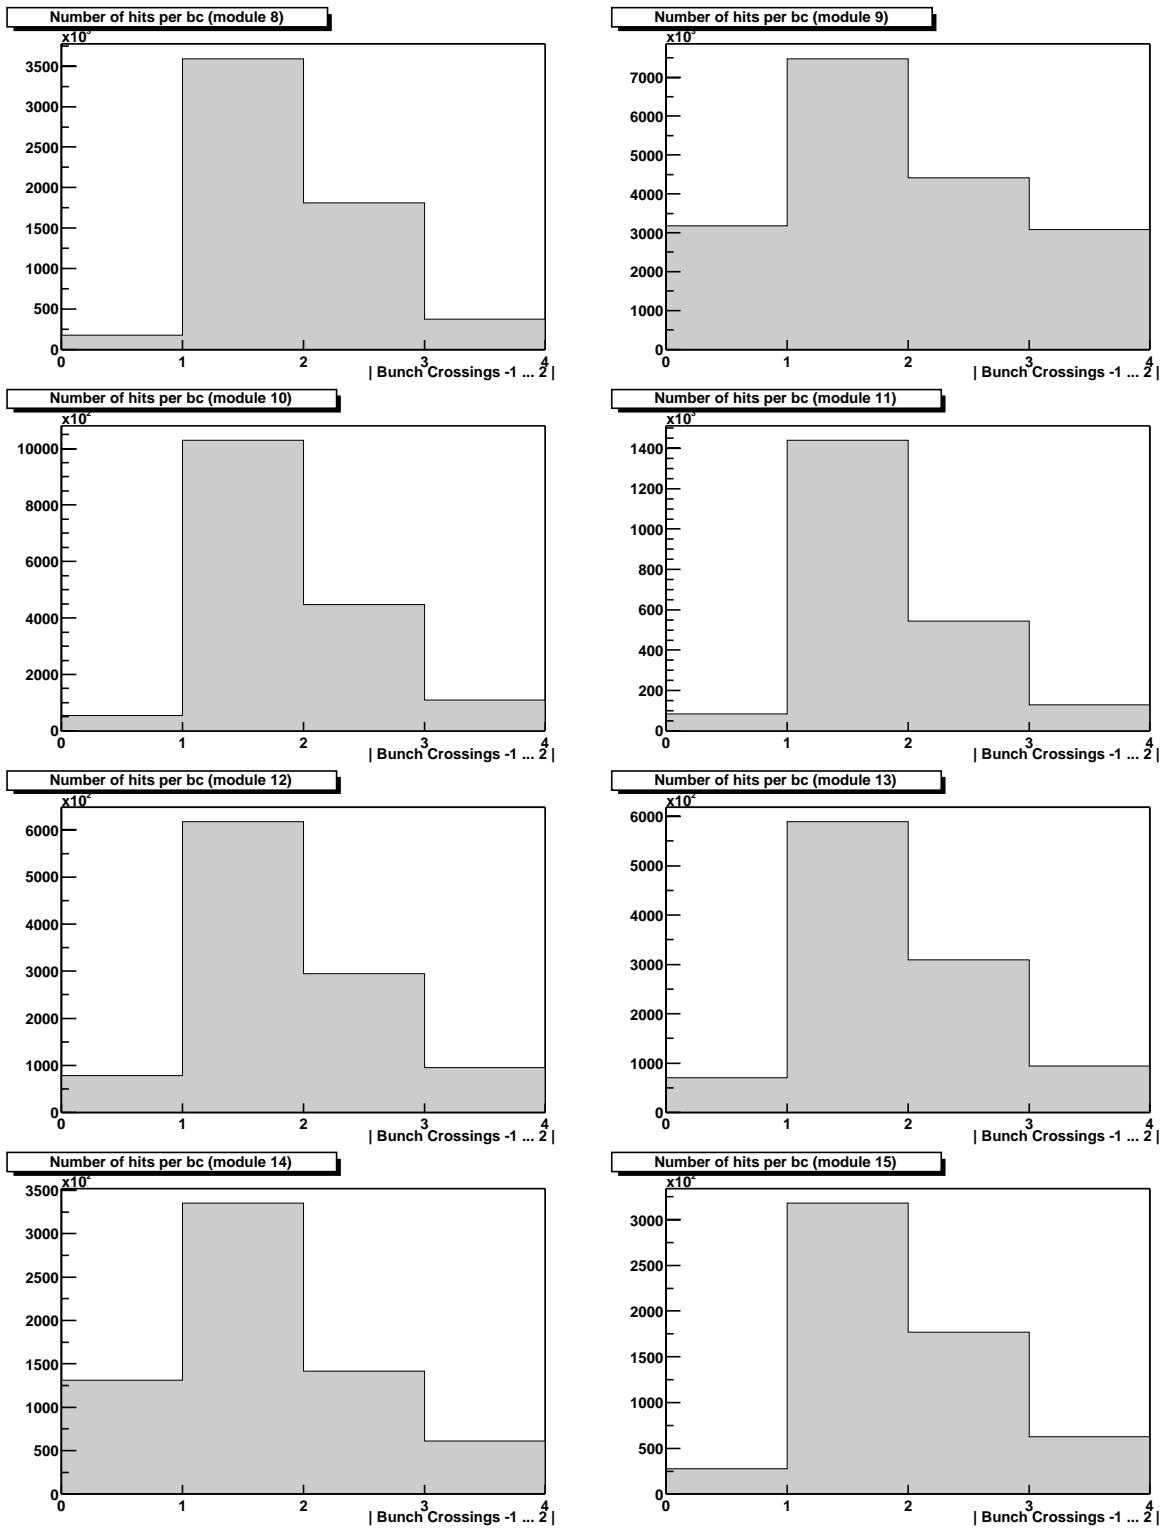 Number of hits per bc (module 8)
x10³
3500
3000
2500
2000
1500
1000
500
0
0 1 2 3 4
| Bunch Crossings -1 ... 2 |
Number of hits per bc (module 9)
x10³
7000
6000
5000
4000
3000
2000
1000
0
0 1 2 3 4
| Bunch Crossings -1 ... 2 |
Number of hits per bc (module 10)
x10²
10000
8000
6000
4000
2000
0
0 1 2 3 4
| Bunch Crossings -1 ... 2 |
Number of hits per bc (module 11)
x10³
1400
1200
1000
800
600
400
200
0
0 1 2 3 4
| Bunch Crossings -1 ... 2 |
Number of hits per bc (module 12)
x10²
6000
5000
4000
3000
2000
1000
0
0 1 2 3 4
| Bunch Crossings -1 ... 2 |
Number of hits per bc (module 13)
x10²
6000
5000
4000
3000
2000
1000
0
0 1 2 3 4
| Bunch Crossings -1 ... 2 |
Number of hits per bc (module 14)
x10²
3500
3000
2500
2000
1500
1000
500
0
0 1 2 3 4
| Bunch Crossings -1 ... 2 |
Number of hits per bc (module 15)
x10²
3000
2500
2000
1500
1000
500
0
0 1 2 3 4
| Bunch Crossings -1 ... 2 |